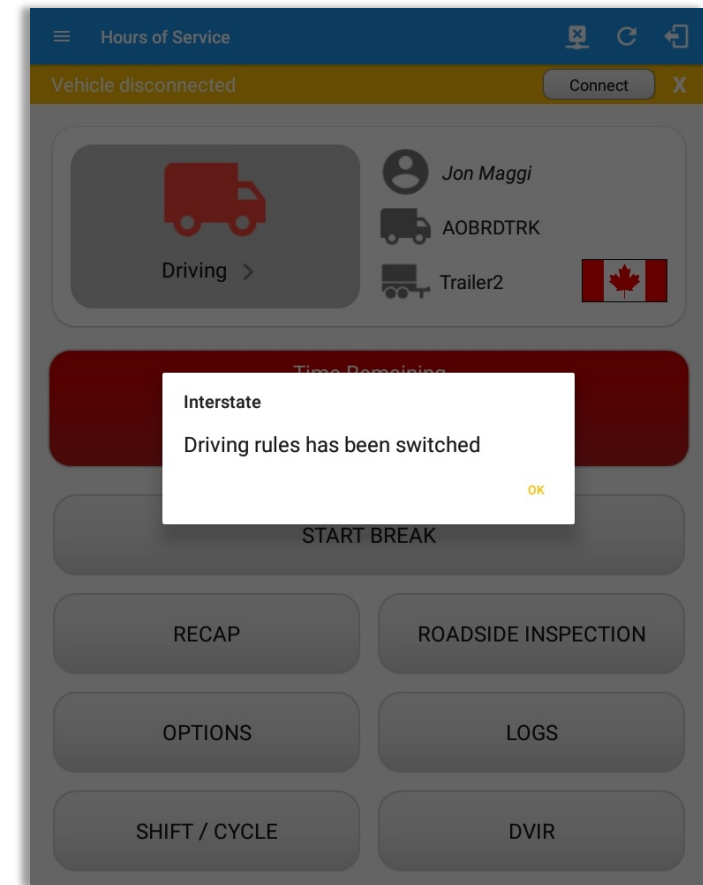 Hours of Service
Vehicle disconnected
Connect X
Jon Maggi
AOBRDTRK
Driving >
Trailer2
Time Remaining
Interstate
Driving rules has been switched
OK
START BREAK
RECAP
ROADSIDE INSPECTION
OPTIONS
LOGS
SHIFT / CYCLE
DVIR